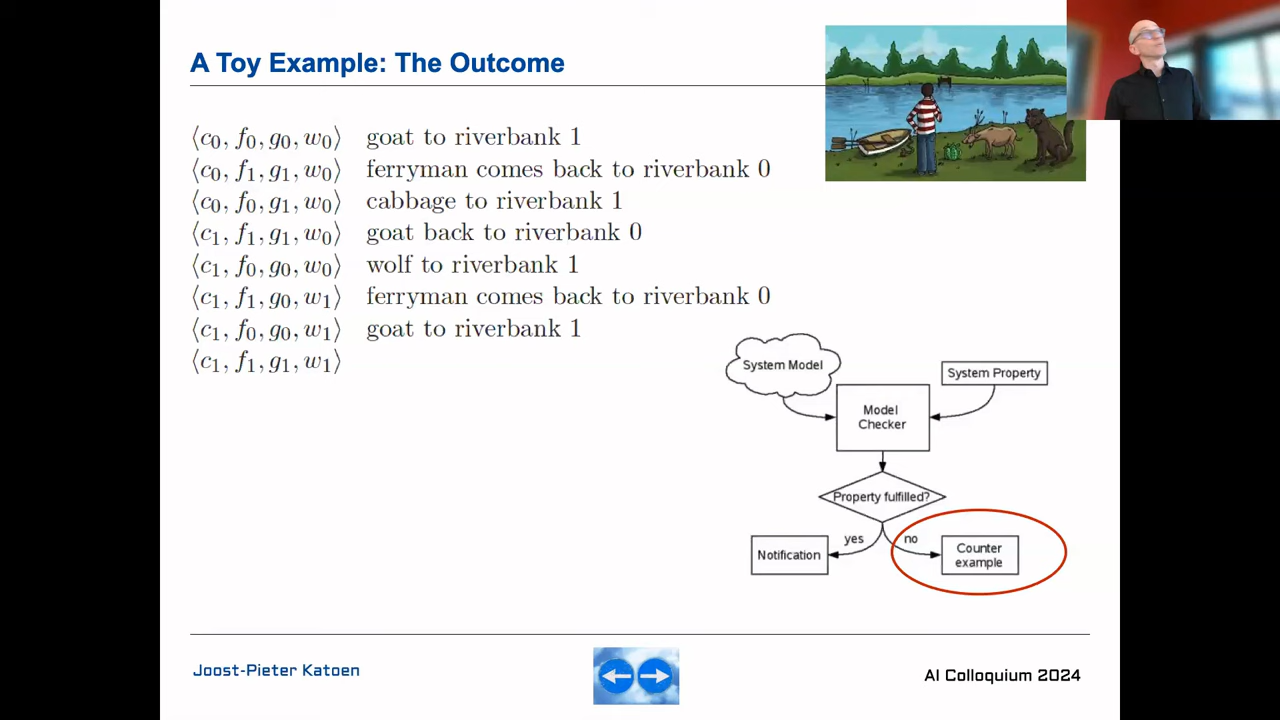 A Toy Example: The Outcome
⟨c₀, f₀, g₀, w₀⟩ goat to riverbank 1
⟨c₀, f₁, g₁, w₀⟩ ferryman comes back to riverbank 0
⟨c₀, f₀, g₁, w₀⟩ cabbage to riverbank 1
⟨c₁, f₁, g₁, w₀⟩ goat back to riverbank 0
⟨c₁, f₀, g₀, w₀⟩ wolf to riverbank 1
⟨c₁, f₁, g₀, w₁⟩ ferryman comes back to riverbank 0
⟨c₁, f₀, g₀, w₁⟩ goat to riverbank 1
⟨c₁, f₁, g₁, w₁⟩
System Model
System Property
Model
Checker
Property fulfilled?
yes
no
Notification
Counter
example
Joost-Pieter Katoen
AI Colloquium 2024